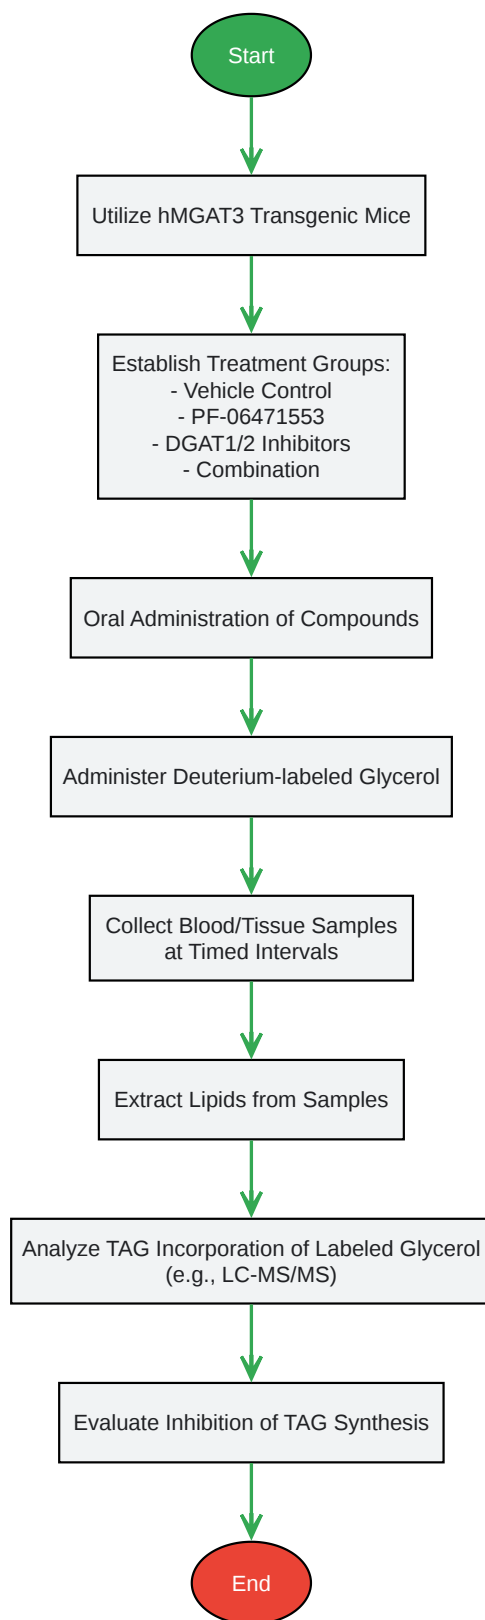 Start
Utilize hMGAT3 Transgenic Mice
Establish Treatment Groups:
- Vehicle Control
- PF-06471553
- DGAT1/2 Inhibitors
- Combination
Oral Administration of Compounds
Administer Deuterium-labeled Glycerol
Collect Blood/Tissue Samples
at Timed Intervals
Extract Lipids from Samples
Analyze TAG Incorporation of Labeled Glycerol
(e.g., LC-MS/MS)
Evaluate Inhibition of TAG Synthesis
End